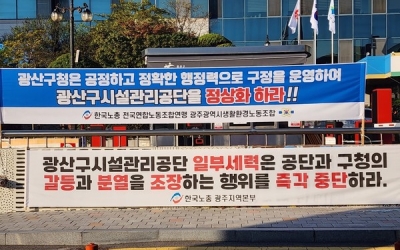 광산구청은 공정하고 정확한 행정력으로 구정을 운영하여
광산구시설관리공단을 정상화 하라!!
한국노총 전국연합노동조합연맹 광주광역시생활환경노동조합
광산구시설관리공단 일부세력은 공단과 구청의
갈등과 분열을 조장하는 행위를 즉각 중단하라.
한국노총 광주지역본부